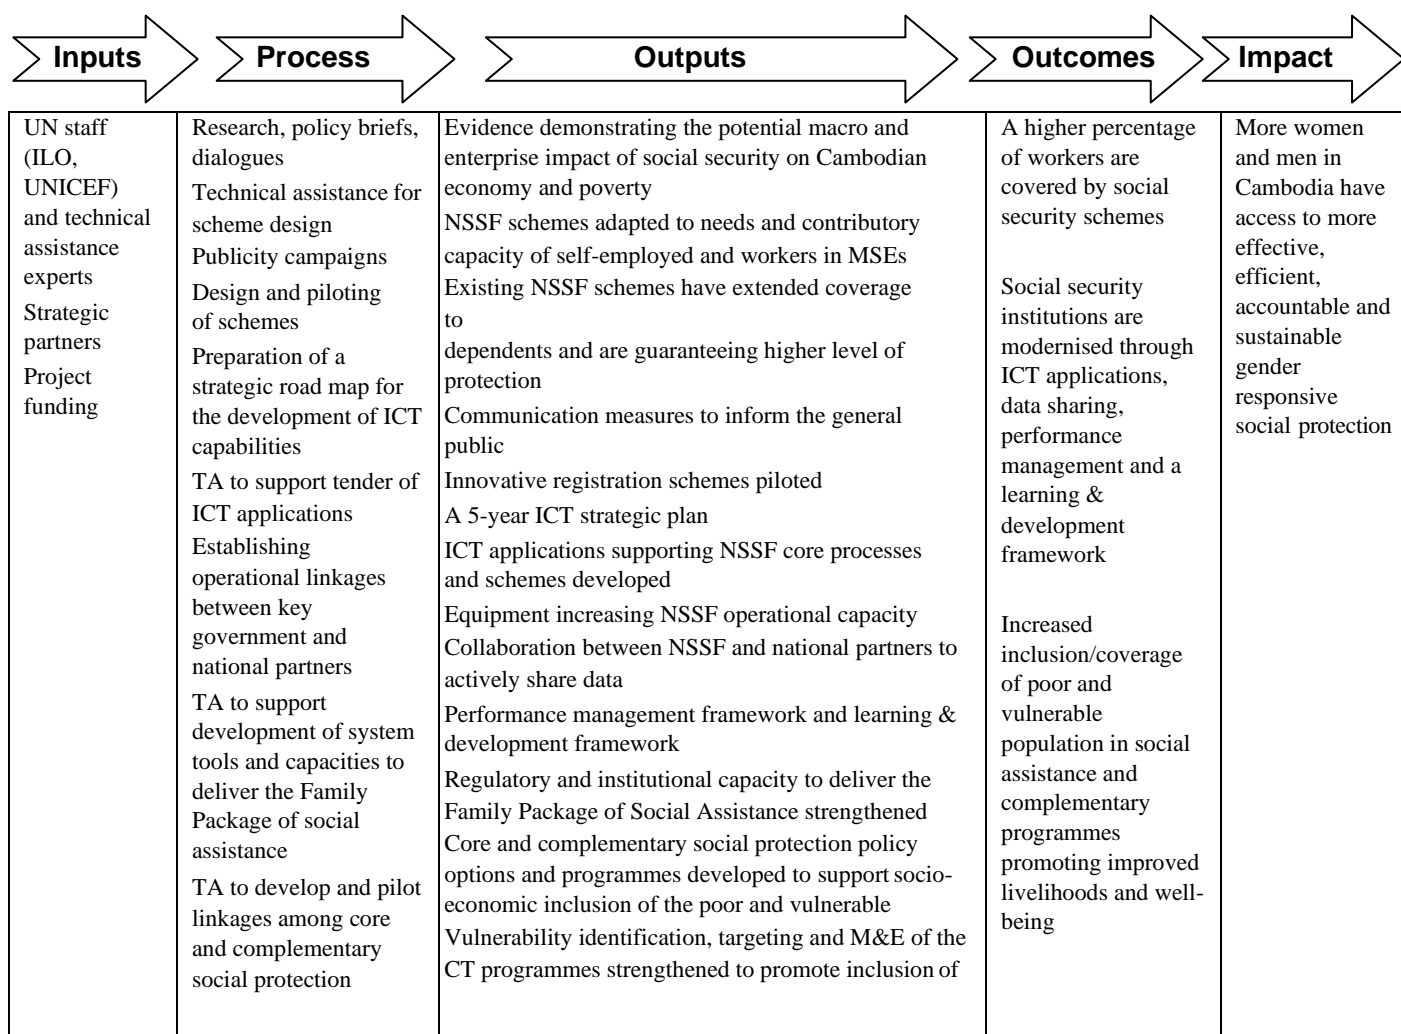 Inputs
Process
Outputs
Outcomes
Impact
UN staff
(ILO,
UNICEF)
and technical
assistance
experts
Strategic
partners
Project
funding
Research, policy briefs,
dialogues
Technical assistance for
scheme design
Publicity campaigns
Design and piloting
of schemes
Preparation of a
strategic road map for
the development of ICT
capabilities
TA to support tender of
ICT applications
Establishing
operational linkages
between key
government and
national partners
TA to support
development of system
tools and capacities to
deliver the Family
Package of social
assistance
TA to develop and pilot
linkages among core
and complementary
social protection
Evidence demonstrating the potential macro and
enterprise impact of social security on Cambodian
economy and poverty
NSSF schemes adapted to needs and contributory
capacity of self-employed and workers in MSEs
Existing NSSF schemes have extended coverage
to
dependents and are guaranteeing higher level of
protection
Communication measures to inform the general
public
Innovative registration schemes piloted
A 5-year ICT strategic plan
ICT applications supporting NSSF core processes
and schemes developed
Equipment increasing NSSF operational capacity
Collaboration between NSSF and national partners to
actively share data
Performance management framework and learning &
development framework
Regulatory and institutional capacity to deliver the
Family Package of Social Assistance strengthened
Core and complementary social protection policy
options and programmes developed to support socio-
economic inclusion of the poor and vulnerable
Vulnerability identification, targeting and M&E of the
CT programmes strengthened to promote inclusion of
A higher percentage
of workers are
covered by social
security schemes
Social security
institutions are
modernised through
ICT applications,
data sharing,
performance
management and a
learning &
development
framework
Increased
inclusion/coverage
of poor and
vulnerable
population in social
assistance and
complementary
programmes
promoting improved
livelihoods and well-
being
More women
and men in
Cambodia have
access to more
effective,
efficient,
accountable and
sustainable
gender
responsive
social protection